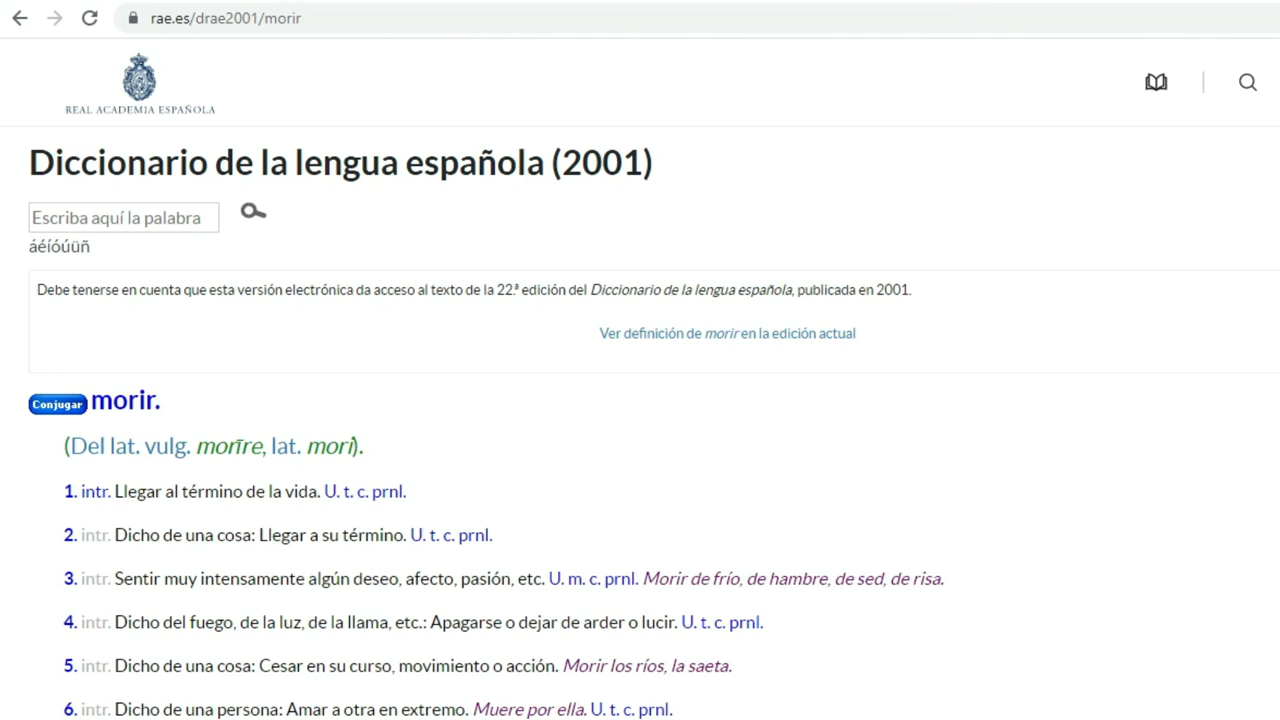 rae.es/drae2001/morir
REAL ACADEMIA ESPAÑOLA
Diccionario de la lengua española (2001)
Escriba aquí la palabra
áéíóúüñ
Debe tenerse en cuenta que esta versión electrónica da acceso al texto de la 22.ª edición del Diccionario de la lengua española, publicada en 2001.
Ver definición de morir en la edición actual
Conjugar morir.
(Del lat. vulg. morīre, lat. mori).
1. intr. Llegar al término de la vida. U. t. c. prnl.
2. intr. Dicho de una cosa: Llegar a su término. U. t. c. prnl.
3. intr. Sentir muy intensamente algún deseo, afecto, pasión, etc. U. m. c. prnl. Morir de frío, de hambre, de sed, de risa.
4. intr. Dicho del fuego, de la luz, de la llama, etc.: Apagarse o dejar de arder o lucir. U. t. c. prnl.
5. intr. Dicho de una cosa: Cesar en su curso, movimiento o acción. Morir los ríos, la saeta.
6. intr. Dicho de una persona: Amar a otra en extremo. Muere por ella. U. t. c. prnl.